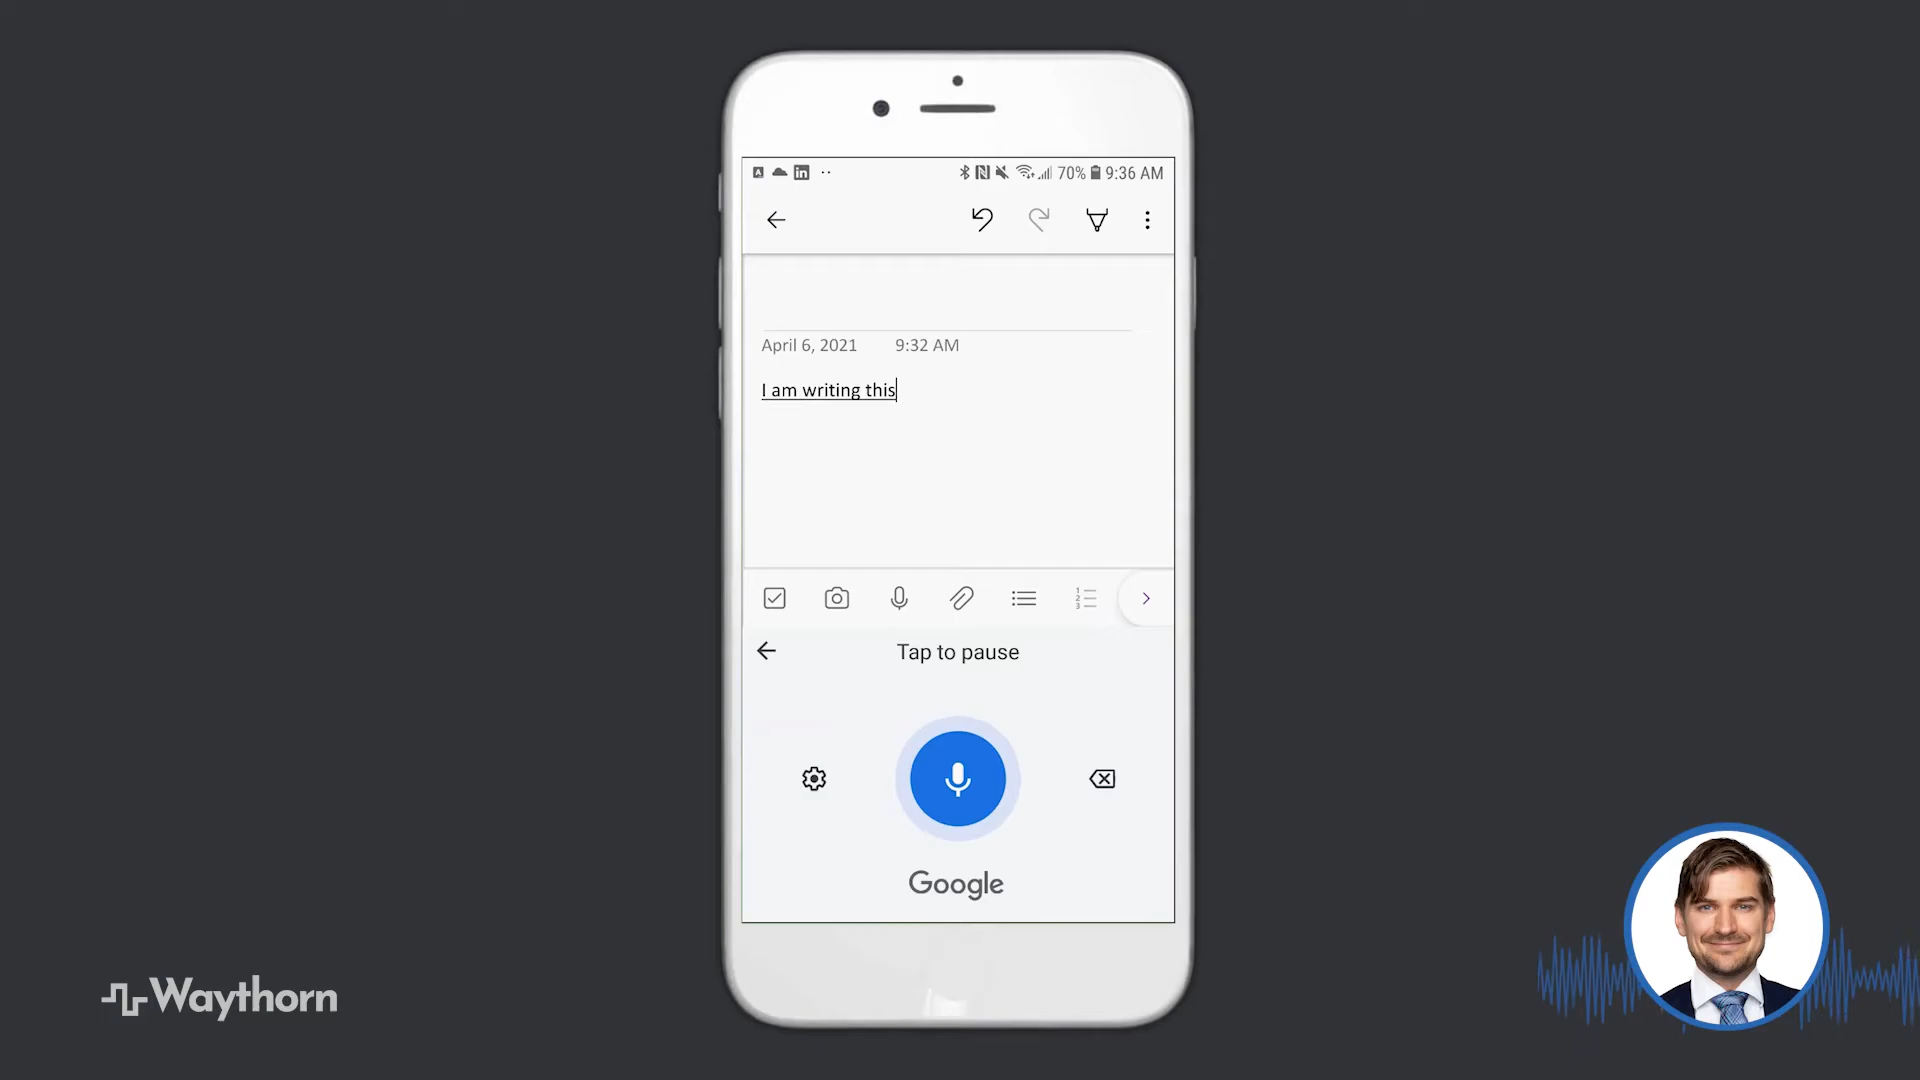 70% 9:36 AM
April 6, 2021 9:32 AM
I am writing this
Tap to pause
Google
Waythorn